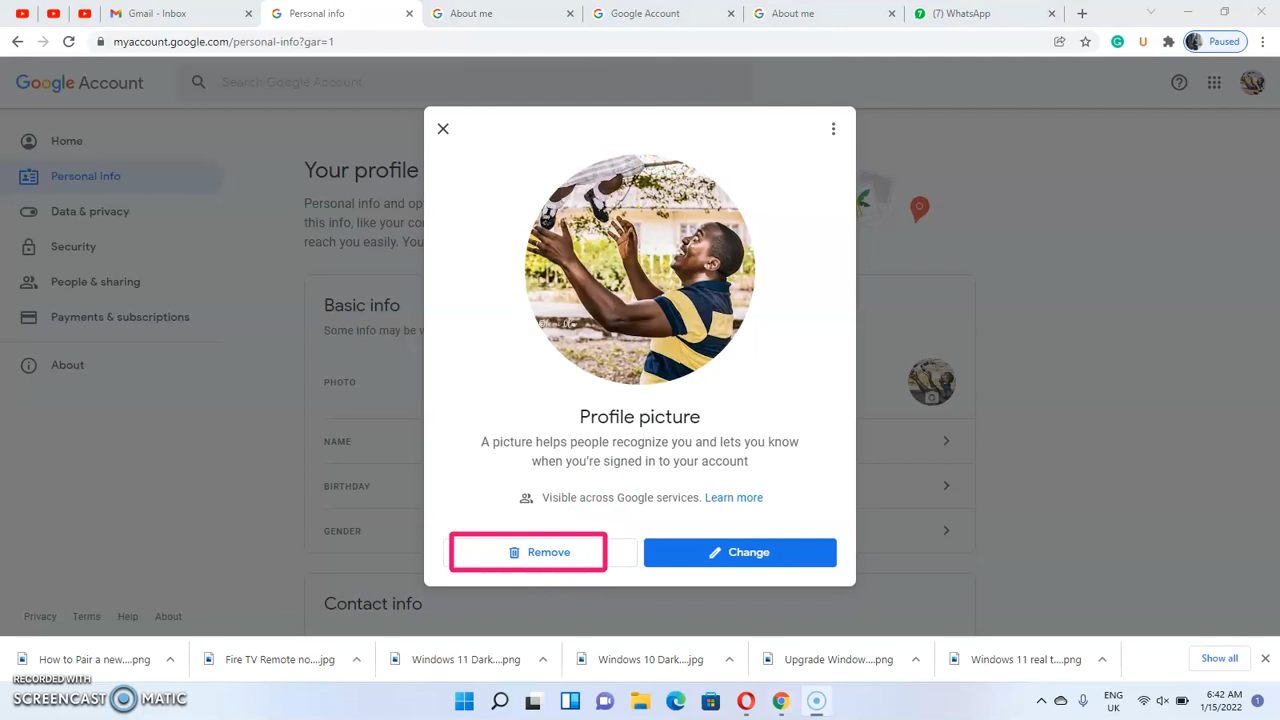 Gmail - Inbox
Personal info
About me
Google Account
About me
(7) WhatsApp
myaccount.google.com/personal-info?gar=1
Paused
Google Account
Search Google Account
Home
Personal info
Data & privacy
Security
People & sharing
Payments & subscriptions
About
Your profile
Personal info and op
this info, like your co
reach you easily. You
Basic info
Some info may be v
PHOTO
NAME
BIRTHDAY
GENDER
Contact info
Profile picture
A picture helps people recognize you and lets you know
when you're signed in to your account
Visible across Google services. Learn more
Remove
Change
Privacy Terms Help About
How to Pair a new....png
Fire TV Remote no....jpg
Windows 11 Dark....png
Windows 10 Dark....jpg
Upgrade Window....png
Windows 11 real t....png
Show all
RECORDED WITH
SCREENCAST MATIC
ENG
UK
6:42 AM
1/15/2022
1